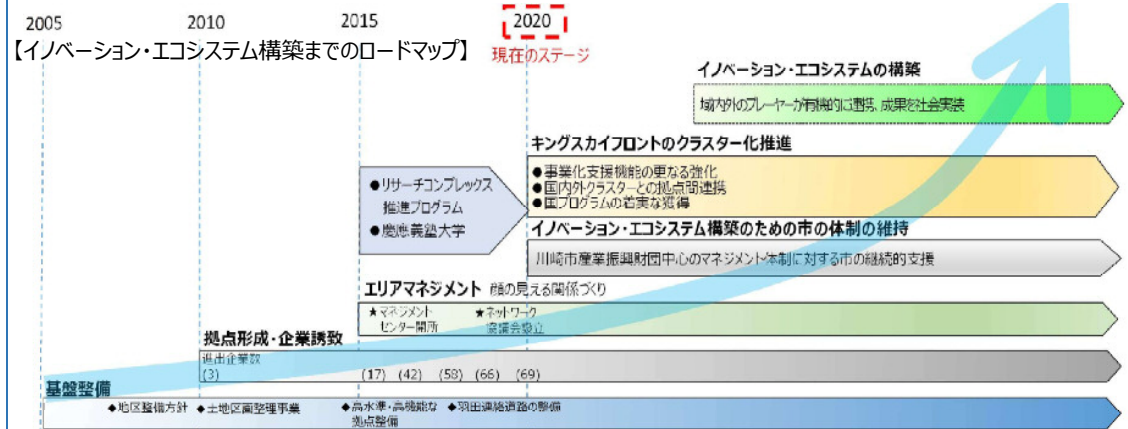 2005 2010 2015 2020
【イノベーション・エコシステム構築までのロードマップ】 現在のステージ
イノベーション・エコシステムの構築
域内外のプレーヤーが有機的に連携、成果を社会実装
キングスカイフロントのクラスター化推進
●リサーチコンプレックス
推進プログラム
●慶應義塾大学
●事業化支援機能の更なる強化
●国内外クラスターとの拠点間連携
●国プログラムの着実な獲得
イノベーション・エコシステム構築のための市の体制の維持
川崎市産業振興財団中心のマネジメント体制に対する市の継続的支援
エリアマネジメント 顔の見える関係づくり
★マネジメント
センター開所
★ネットワーク
協議会設立
拠点形成・企業誘致
進出企業数
(3) (17) (42) (58) (66) (69)
基盤整備
◆地区整備方針 ◆土地区画整理事業 ◆高水準・高機能な
拠点整備
◆羽田連絡道路の整備